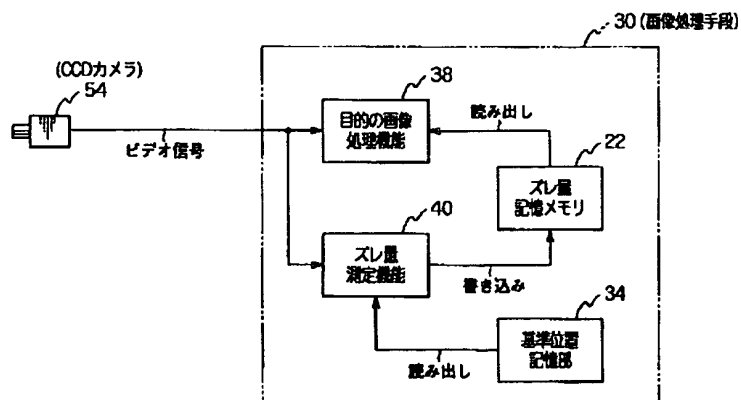 30 (画像処理手段)
(CCDカメラ)
54
ビデオ信号
38
目的の画像
処理機能
読み出し
22
ズレ量
記憶メモリ
40
ズレ量
測定機能
書き込み
34
基準位置
記憶部
読み出し